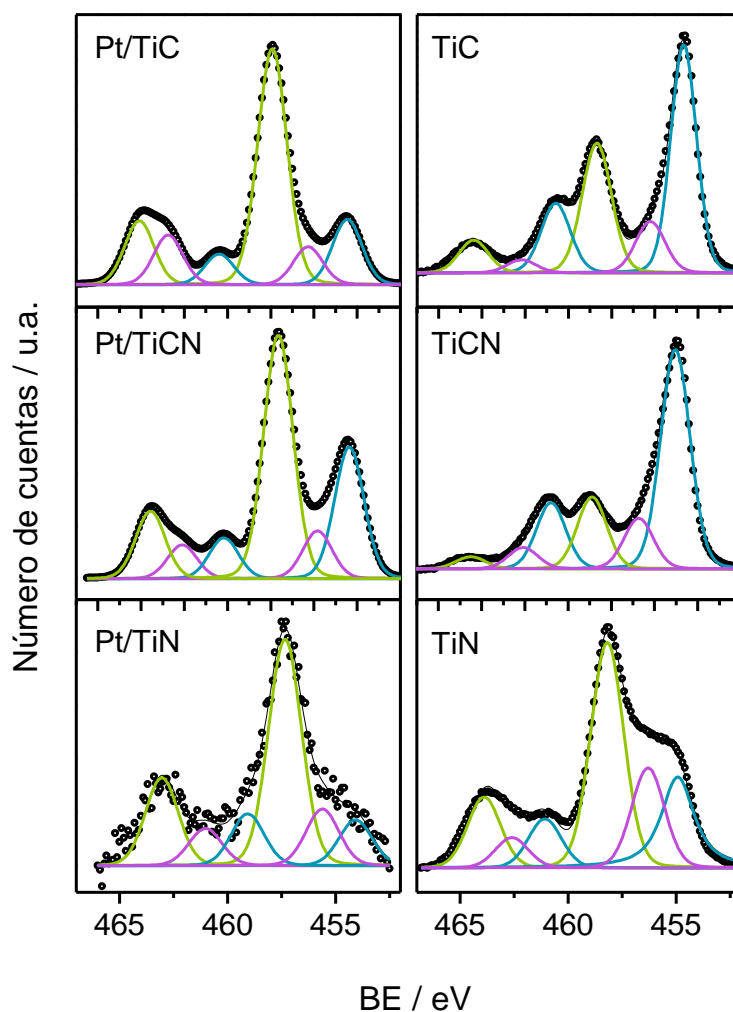 Pt/TiC
TiC
Pt/TiCN
TiCN
Pt/TiN
TiN
Número de cuentas / u.a.
465 460 455 465 460 455
BE / eV